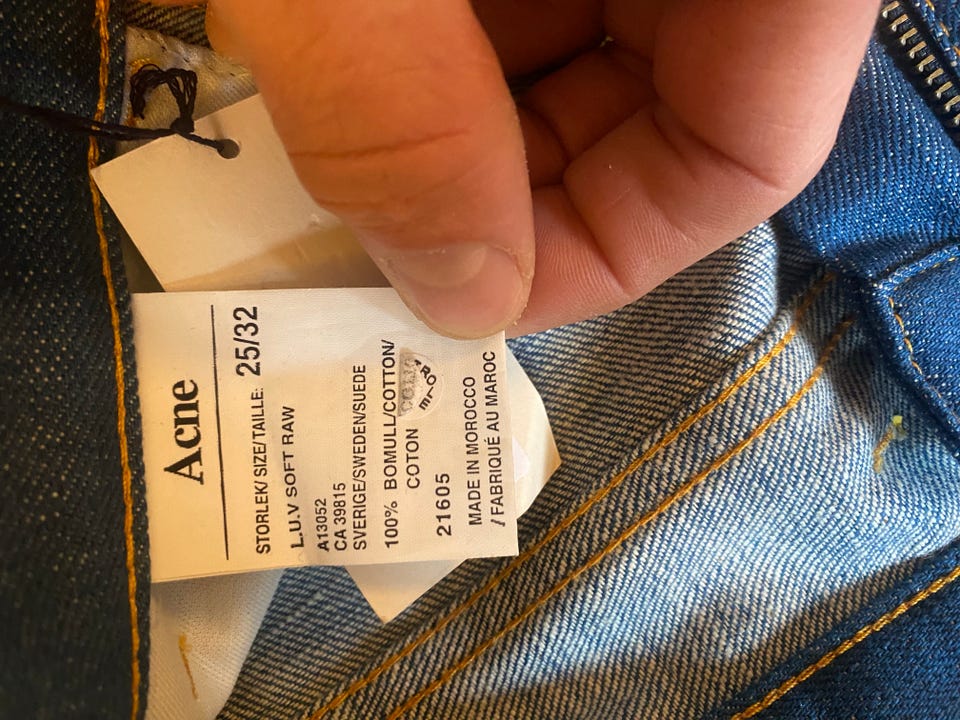 Acne
STORLEK/ SIZE/TAILLE: 25/32
L.U.V SOFT RAW
A13052
CA 39815
SVERIGE/SWEDEN/SUEDE
100% BOMULL/COTTON/
COTON
21605
MADE IN MOROCCO
/ FABRIQUÉ AU MAROC